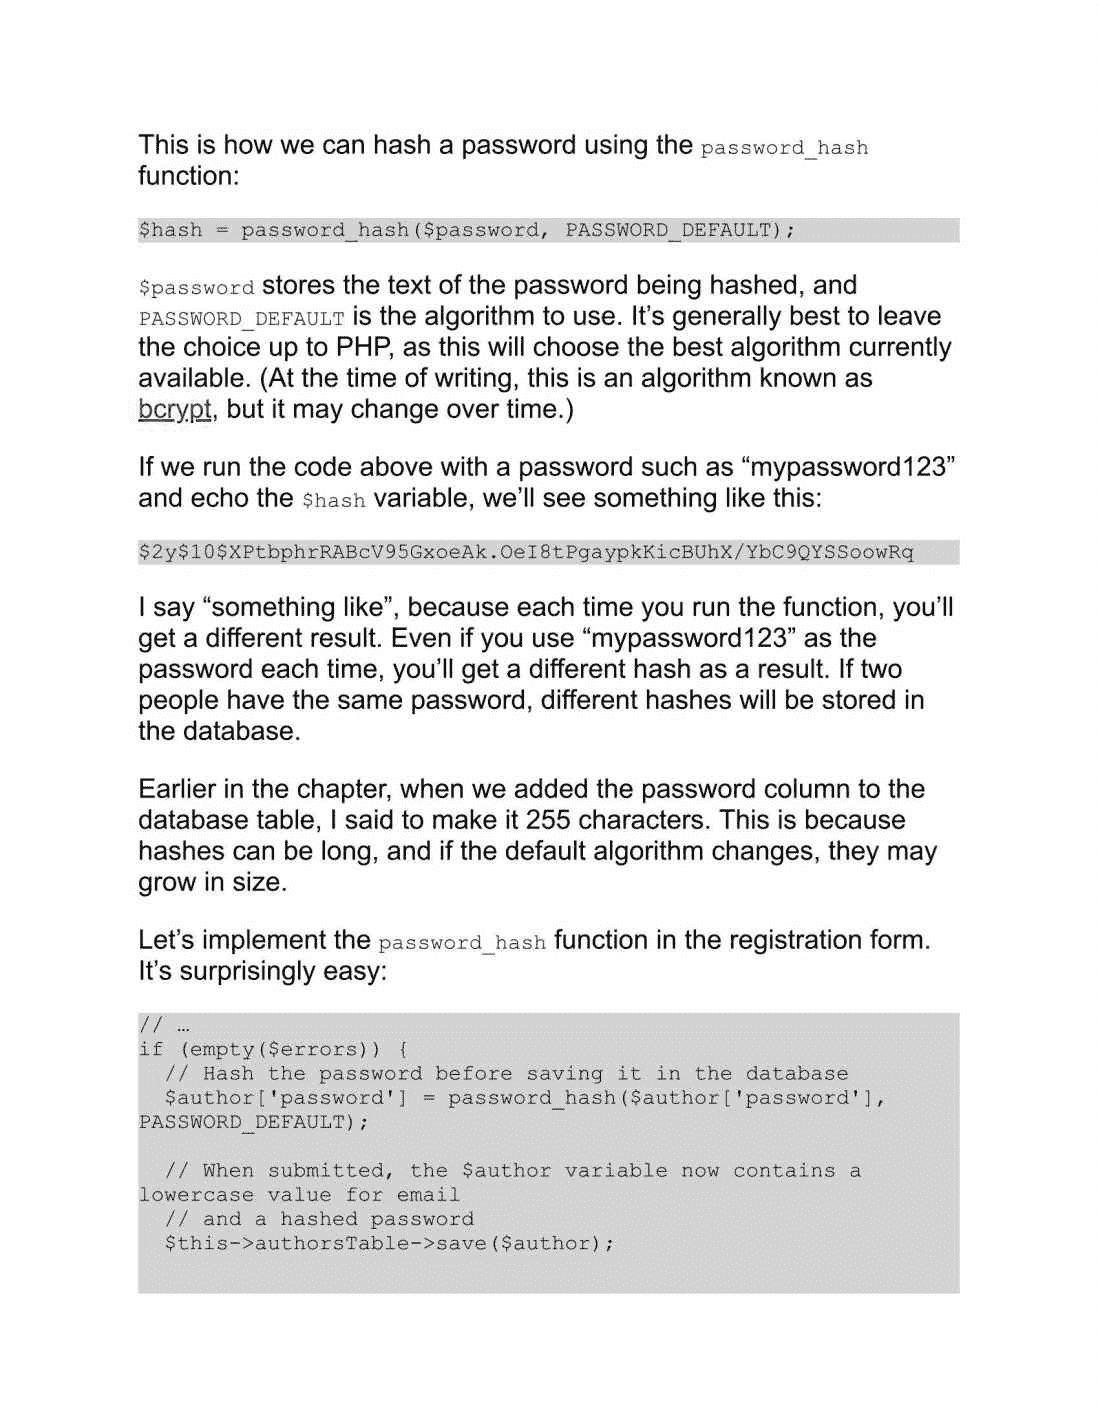 This is how we can hash a password using the password_hash
function:
$hash = password_hash($password, PASSWORD_DEFAULT);
$password stores the text of the password being hashed, and
PASSWORD_DEFAULT is the algorithm to use. It’s generally best to leave
the choice up to PHP, as this will choose the best algorithm currently
available. (At the time of writing, this is an algorithm known as
bcrypt, but it may change over time.)
If we run the code above with a password such as “mypassword123”
and echo the $hash variable, we’ll see something like this:
$2y$10$XPtbphrRABcV95GxoeAk.OeI8tPgaypkKicBUhX/YbC9QYSSoowRq
I say “something like”, because each time you run the function, you’ll
get a different result. Even if you use “mypassword123” as the
password each time, you’ll get a different hash as a result. If two
people have the same password, different hashes will be stored in
the database.
Earlier in the chapter, when we added the password column to the
database table, I said to make it 255 characters. This is because
hashes can be long, and if the default algorithm changes, they may
grow in size.
Let’s implement the password_hash function in the registration form.
It’s surprisingly easy:
// …
if (empty($errors)) {
  // Hash the password before saving it in the database
  $author['password'] = password_hash($author['password'],
PASSWORD_DEFAULT);
  // When submitted, the $author variable now contains a
lowercase value for email
  // and a hashed password
  $this->authorsTable->save($author);